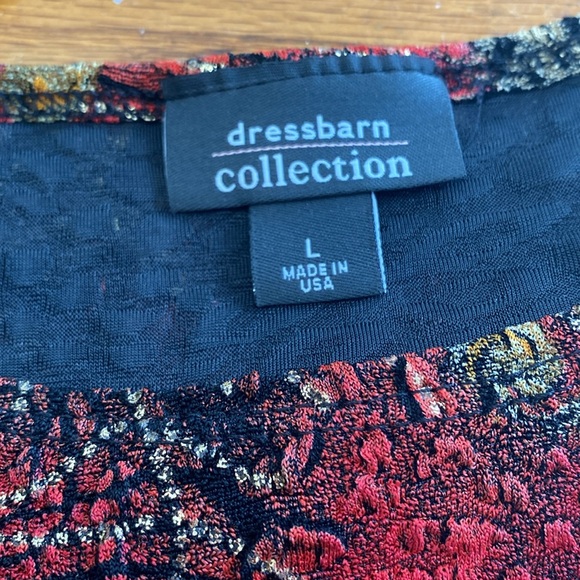 dressbarn
collection
L
MADE IN
USA